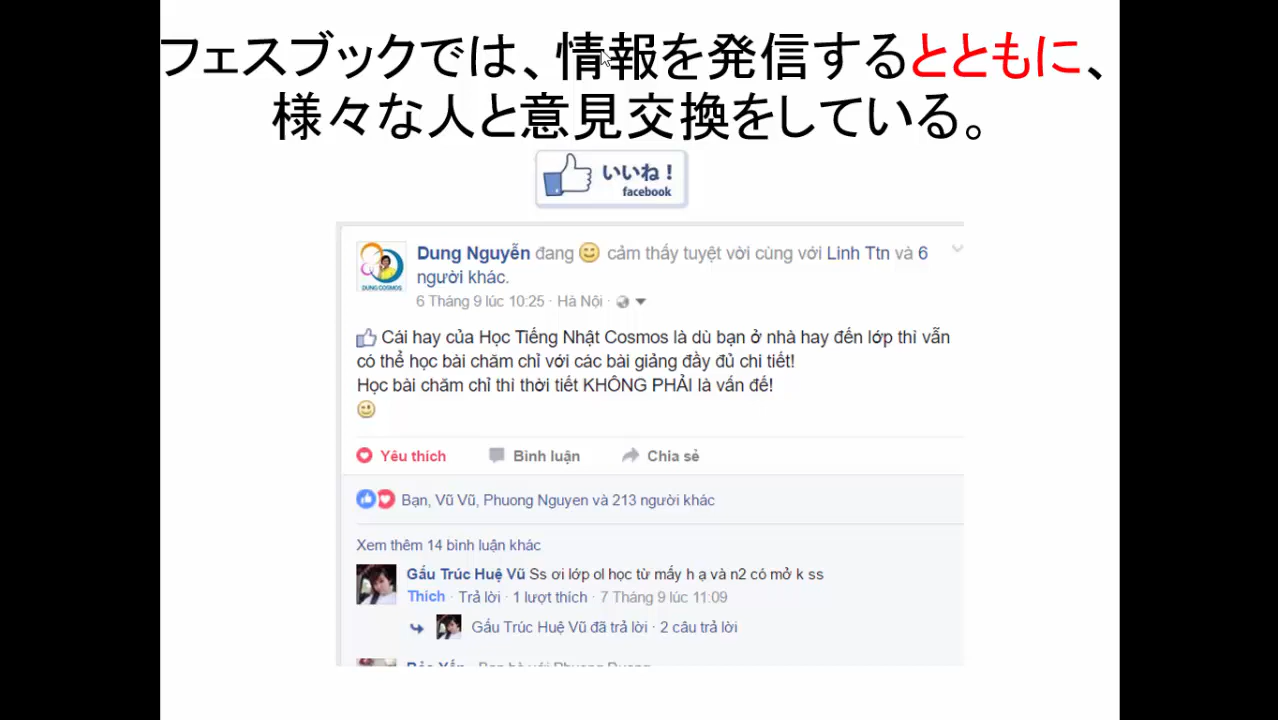 フェスブックでは、情報を発信するとともに、
様々な人と意見交換をしている。
いいね！
facebook
DUNG COSMOS
Dung Nguyễn đang cảm thấy tuyệt vời cùng với Linh Ttn và 6
người khác.
6 Tháng 9 lúc 10:25 · Hà Nội ·
Cái hay của Học Tiếng Nhật Cosmos là dù bạn ở nhà hay đến lớp thì vẫn
có thể học bài chăm chỉ với các bài giảng đầy đủ chi tiết!
Học bài chăm chỉ thì thời tiết KHÔNG PHẢI là vấn đề!
Yêu thích Bình luận Chia sẻ
Bạn, Vũ Vũ, Phuong Nguyen và 213 người khác
Xem thêm 14 bình luận khác
Gấu Trúc Huệ Vũ Ss ơi lớp ol học từ mấy h ạ và n2 có mở k ss
Thích · Trả lời · 1 lượt thích · 7 Tháng 9 lúc 11:09
Gấu Trúc Huệ Vũ đã trả lời · 2 câu trả lời